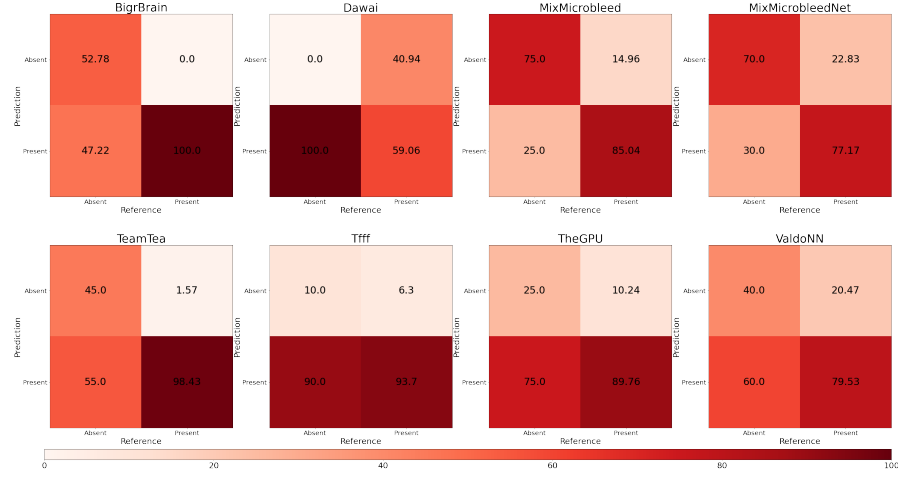 BigrBrain
Dawai
MixMicrobleed
MixMicrobleedNet
Absent 52.78 0.0
0.0 40.94
Absent 75.0 14.96
Absent 70.0 22.83
Prediction Prediction Prediction Prediction
Present 47.22 100.0
Present 100.0 59.06
Present 25.0 85.04
Present 30.0 77.17
Absent Present
Absent Present
Absent Present
Absent Present
Reference Reference Reference Reference
TeamTea
Tfff
TheGPU
ValdoNN
Absent 45.0 1.57
Absent 10.0 6.3
Absent 25.0 10.24
Absent 40.0 20.47
Prediction Prediction Prediction Prediction
Present 55.0 98.43
Present 90.0 93.7
Present 75.0 89.76
Present 60.0 79.53
Absent Present
Absent Present
Absent Present
Absent Present
Reference Reference Reference Reference
0 20 40 60 80 100